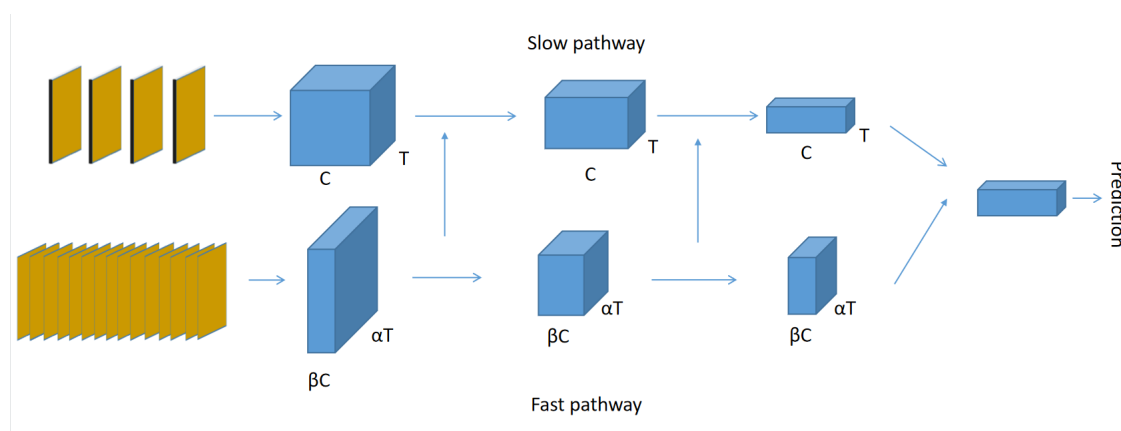 Slow pathway
T
C
T
C
T
C
Prediction
αT
βC
αT
βC
αT
βC
Fast pathway